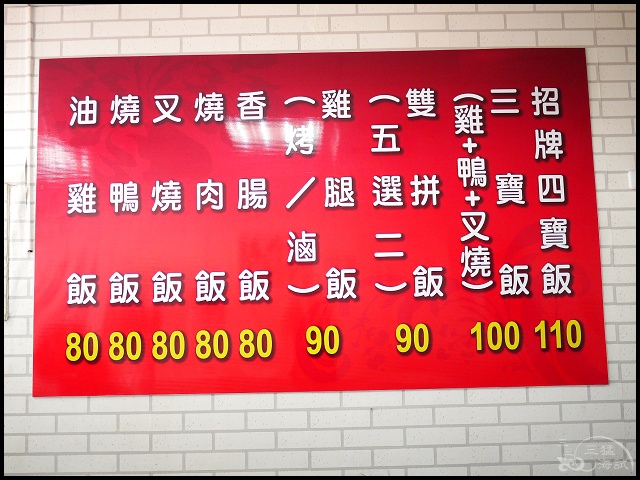 招牌四寶飯 110
三寶飯
(雞+鴨+叉燒) 100
雙拼飯
(五選二) 90
雞腿飯
(烤/滷) 90
香腸飯 80
燒肉飯 80
叉燒飯 80
燒鴨飯 80
油雞飯 80